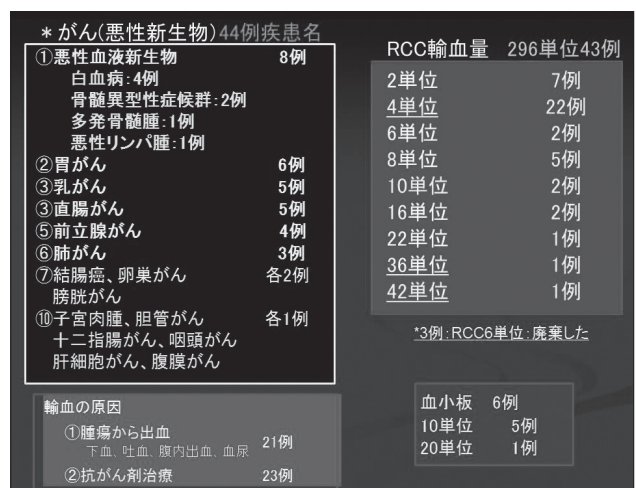 ＊がん(悪性新生物)44例疾患名
①悪性血液新生物 8例
白血病:4例
骨髄異型性症候群:2例
多発骨髄腫:1例
悪性リンパ腫:1例
②胃がん 6例
③乳がん 5例
③直腸がん 5例
⑤前立腺がん 4例
⑥肺がん 3例
⑦結腸癌、卵巣がん 各2例
膀胱がん
⑩子宮肉腫、胆管がん 各1例
十二指腸がん、咽頭がん
肝細胞がん、腹膜がん
輸血の原因
①腫瘍から出血 21例
下血、吐血、腹内出血、血尿
②抗がん剤治療 23例
RCC輸血量 296単位43例
2単位 7例
4単位 22例
6単位 2例
8単位 5例
10単位 2例
16単位 2例
22単位 1例
36単位 1例
42単位 1例
*3例:RCC6単位:廃棄した
血小板 6例
10単位 5例
20単位 1例